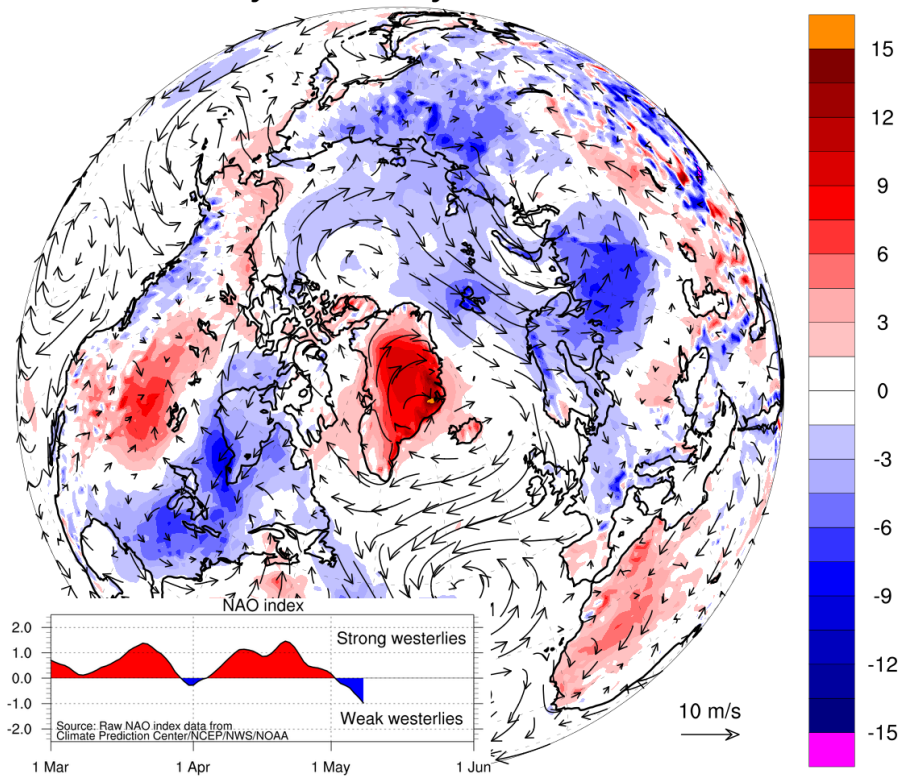 15
12
9
6
3
0
-3
-6
-9
-12
-15
10 m/s
NAO index
2.0
1.0
0.0
-1.0
-2.0
Strong westerlies
Weak westerlies
Source: Raw NAO index data from
Climate Prediction Center/NCEP/NWS/NOAA
1 Mar
1 Apr
1 May
1 Jun